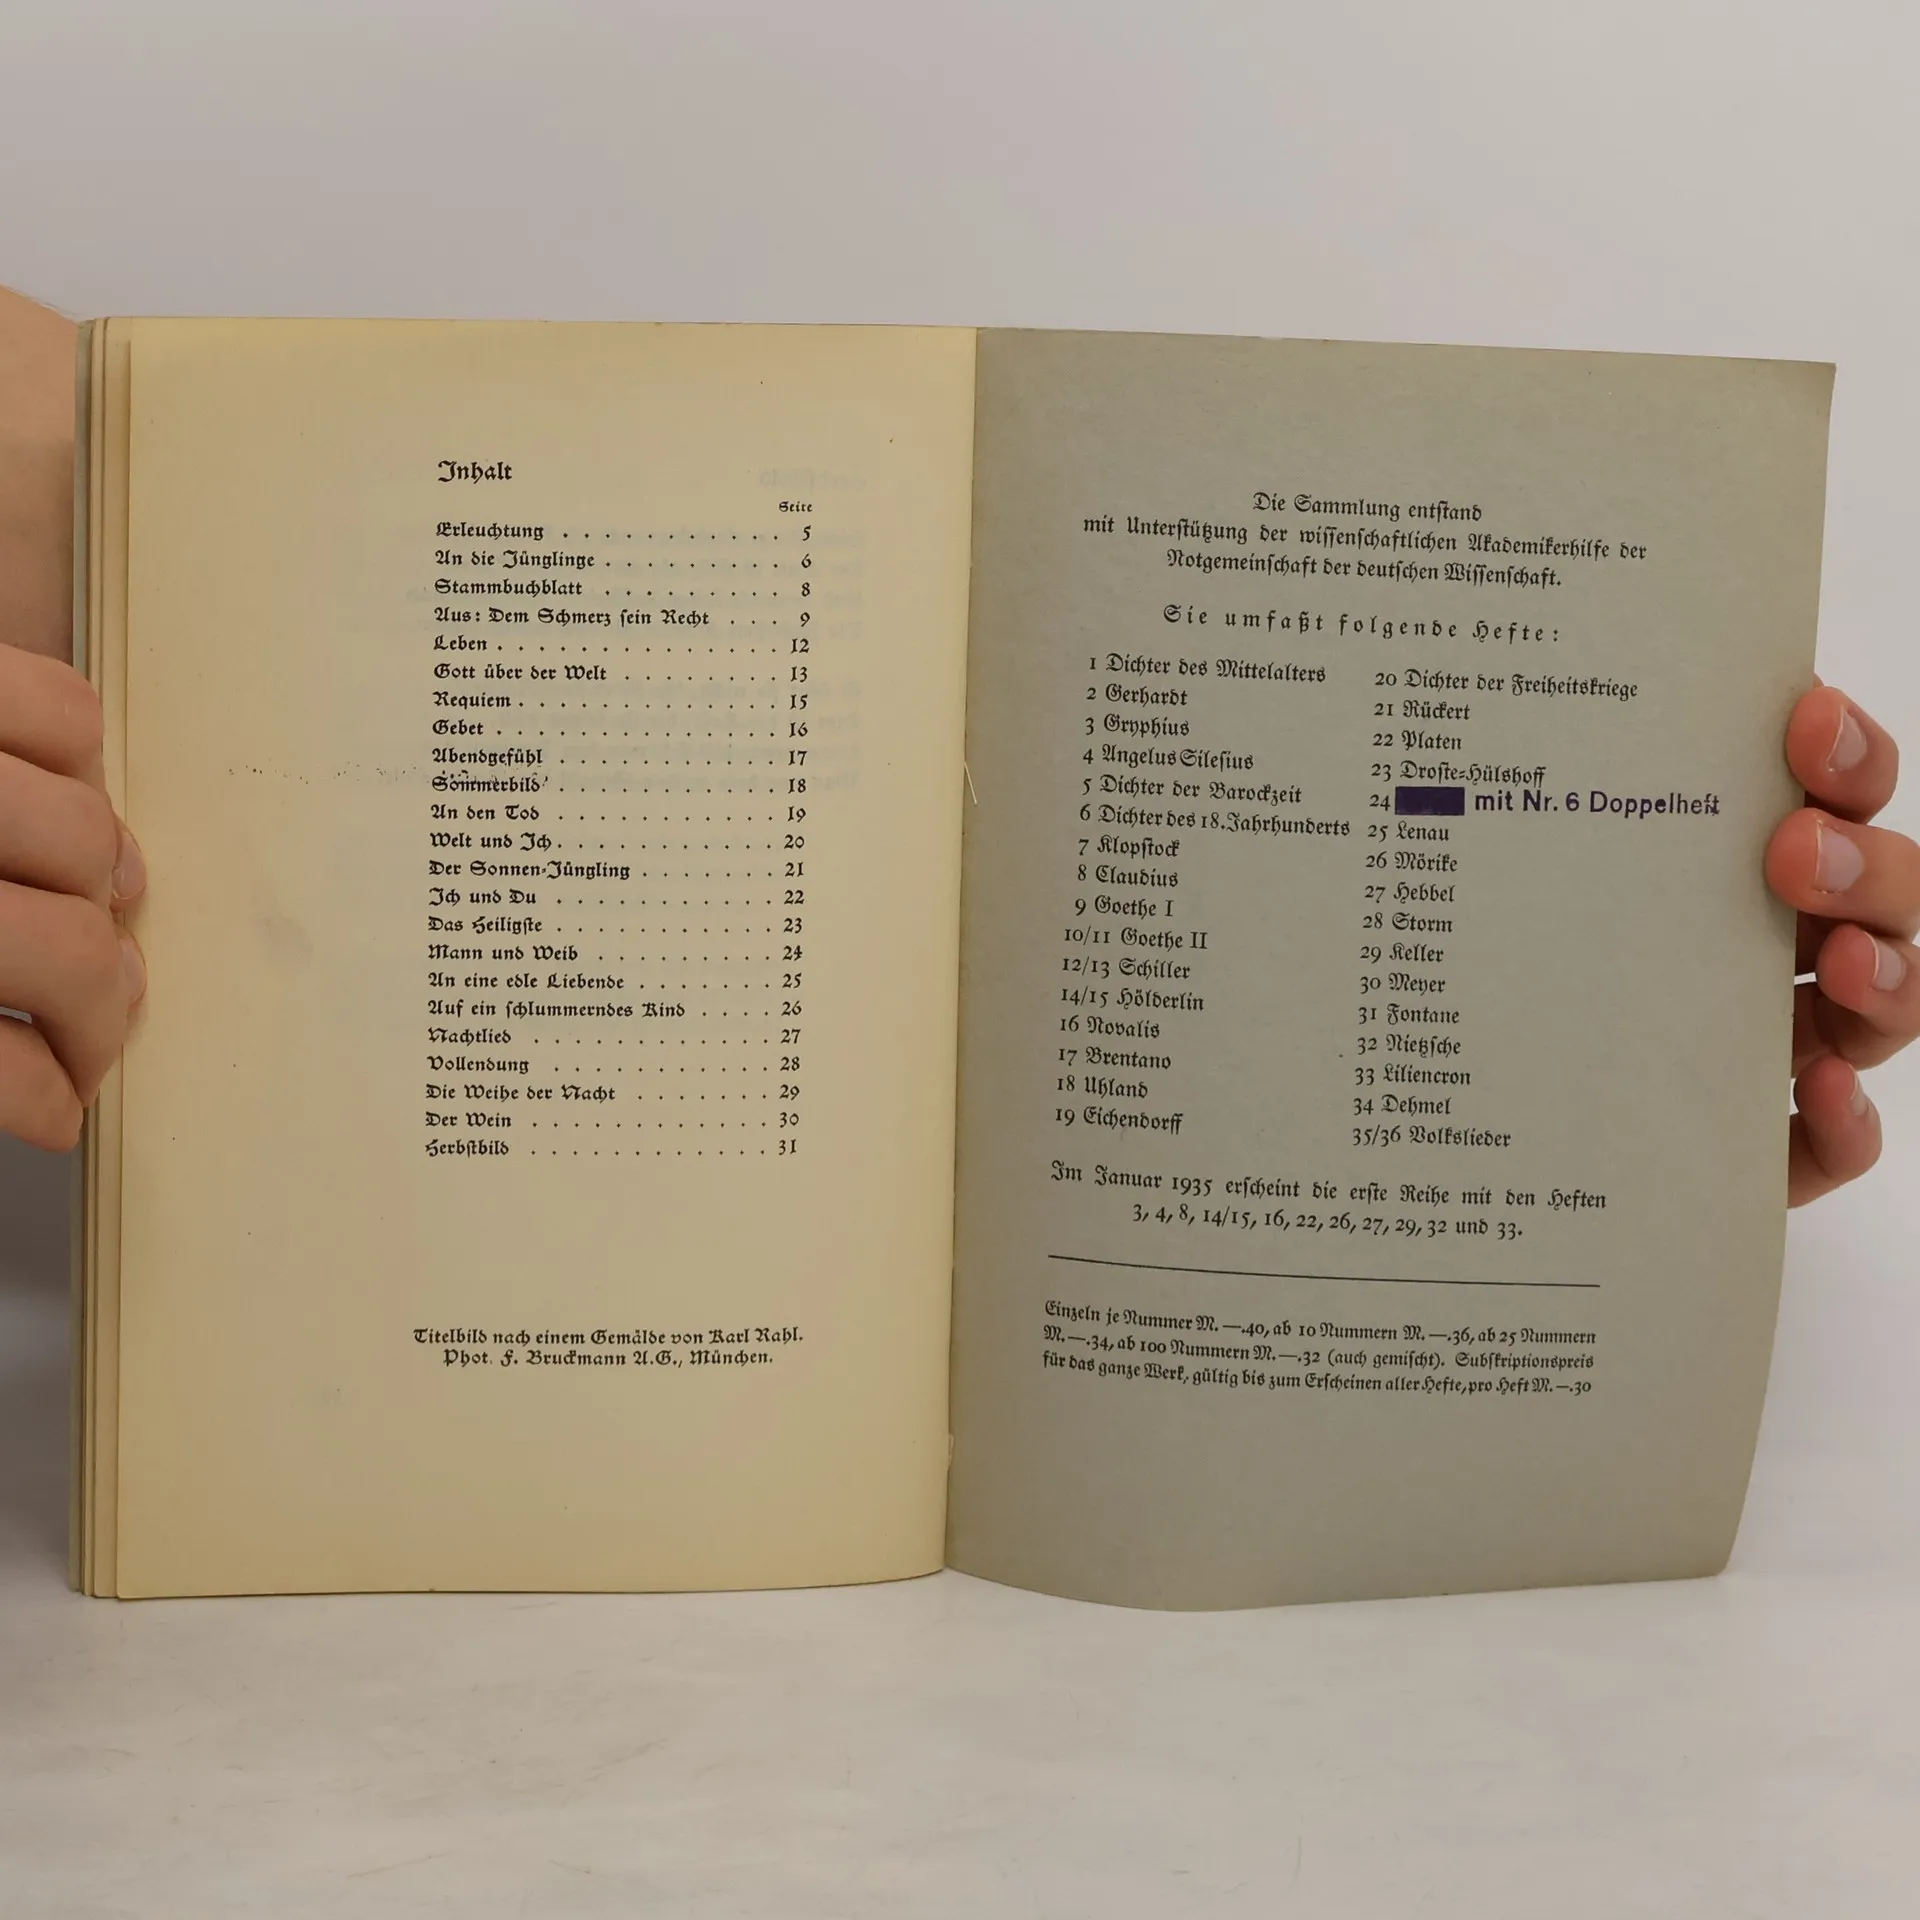 Inhalt
Seite
Erleuchtung . . . . . . . . . . . 5
An die Jünglinge . . . . . . . . . 6
Stammbuchblatt . . . . . . . . . 8
Aus: Dem Schmerz sein Recht . . . 9
Leben . . . . . . . . . . . . . . 12
Gott über der Welt . . . . . . . . 13
Requiem . . . . . . . . . . . . . 15
Gebet . . . . . . . . . . . . . . 16
Abendgefühl . . . . . . . . . . . 17
Sommerbild . . . . . . . . . . . 18
An den Tod . . . . . . . . . . . 19
Welt und Ich . . . . . . . . . . . 20
Der Sonnen-Jüngling . . . . . . . 21
Ich und Du . . . . . . . . . . . 22
Das Heiligste . . . . . . . . . . . 23
Mann und Weib . . . . . . . . . 24
An eine edle Liebende . . . . . . . 25
Auf ein schlummerndes Kind . . . . 26
Nachtlied . . . . . . . . . . . . 27
Vollendung . . . . . . . . . . . 28
Die Weihe der Nacht . . . . . . . 29
Der Wein . . . . . . . . . . . . 30
Herbstbild . . . . . . . . . . . . 31
Titelbild nach einem Gemälde von Karl Rahl.
Phot. F. Bruckmann A.G., München.
Die Sammlung entstand
mit Unterstützung der wissenschaftlichen Akademikerhilfe der
Notgemeinschaft der deutschen Wissenschaft.
Sie umfaßt folgende Hefte:
1 Dichter des Mittelalters
2 Gerhardt
3 Gryphius
4 Angelus Silesius
5 Dichter der Barockzeit
6 Dichter des 18. Jahrhunderts
7 Klopstock
8 Claudius
9 Goethe I
10/11 Goethe II
12/13 Schiller
14/15 Hölderlin
16 Novalis
17 Brentano
18 Uhland
19 Eichendorff
20 Dichter der Freiheitskriege
21 Rückert
22 Platen
23 Droste-Hülshoff
24 mit Nr. 6 Doppelheft
25 Lenau
26 Mörike
27 Hebbel
28 Storm
29 Keller
30 Meyer
31 Fontane
32 Nietzsche
33 Liliencron
34 Dehmel
35/36 Volkslieder
Im Januar 1935 erscheint die erste Reihe mit den Heften
3, 4, 8, 14/15, 16, 22, 26, 27, 29, 32 und 33.
Einzeln je Nummer M. —.40, ab 10 Nummern M. —.36, ab 25 Nummern
M. —.34, ab 100 Nummern M. —.32 (auch gemischt). Subskriptionspreis
für das ganze Werk, gültig bis zum Erscheinen aller Hefte, pro Heft M. —.30